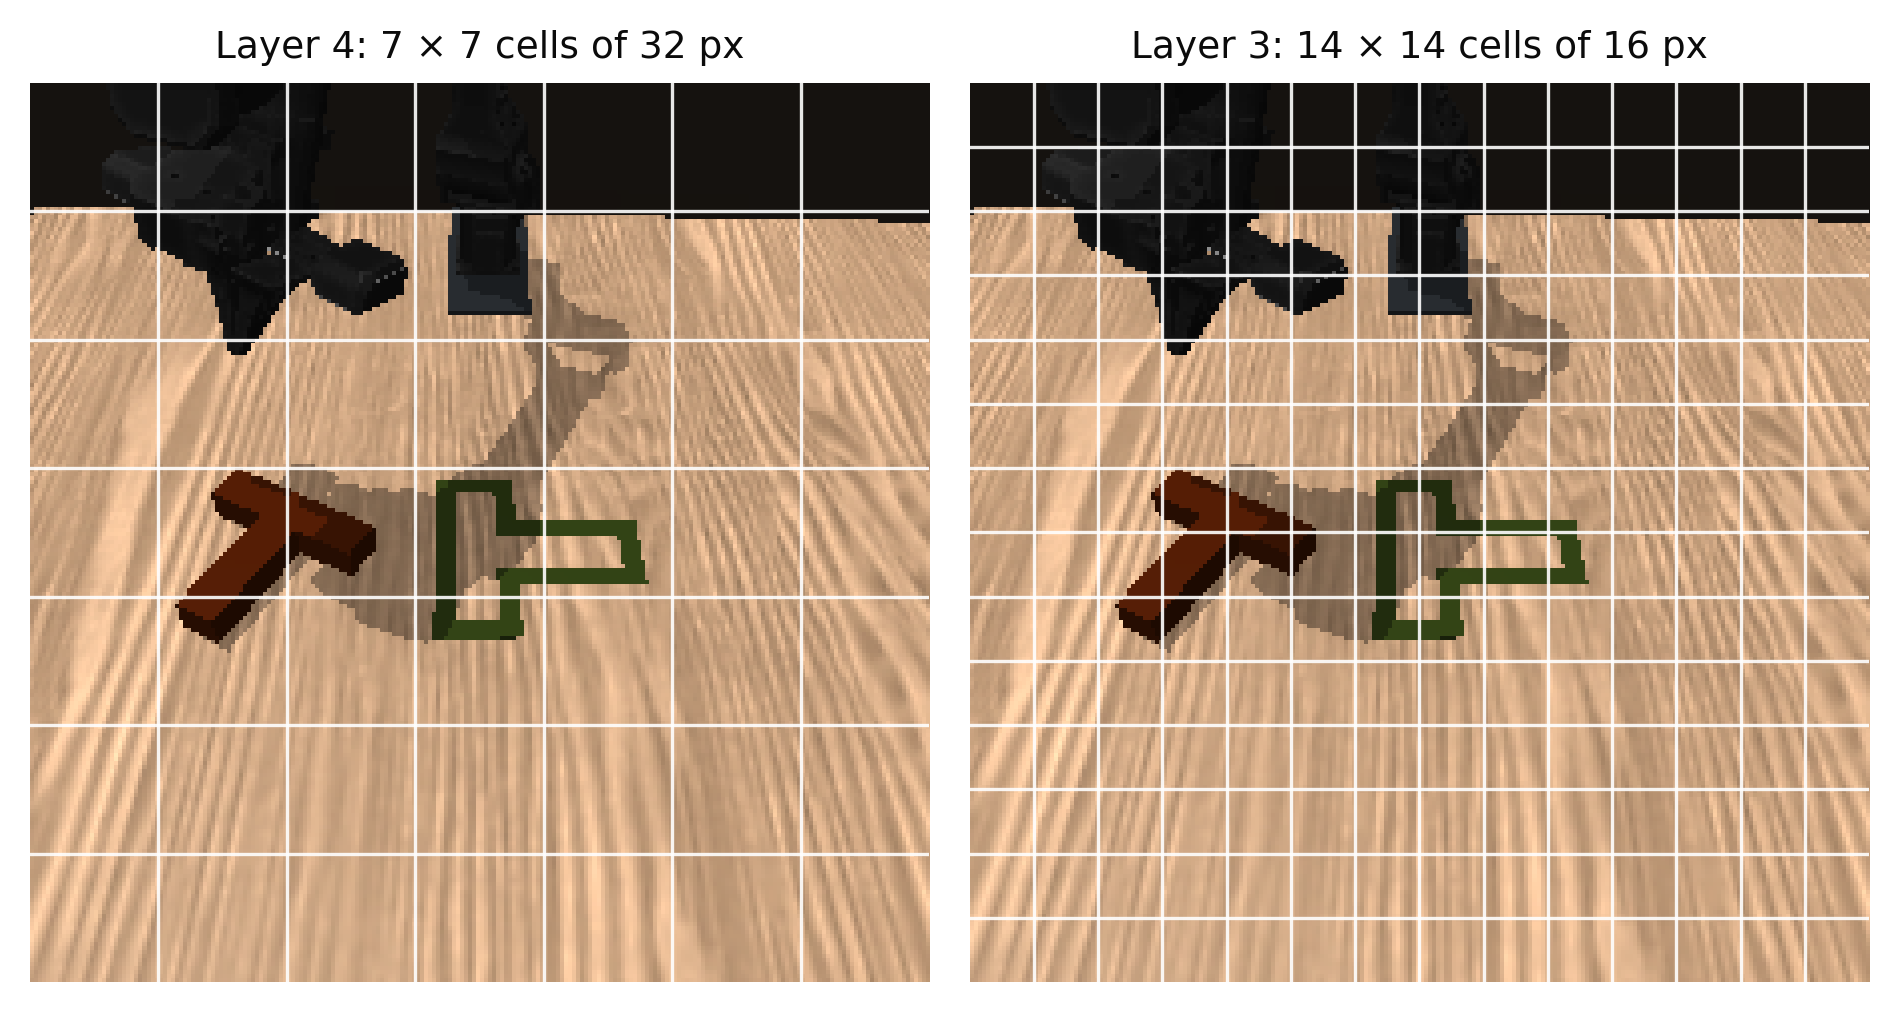 Layer 4: 7 × 7 cells of 32 px
Layer 3: 14 × 14 cells of 16 px